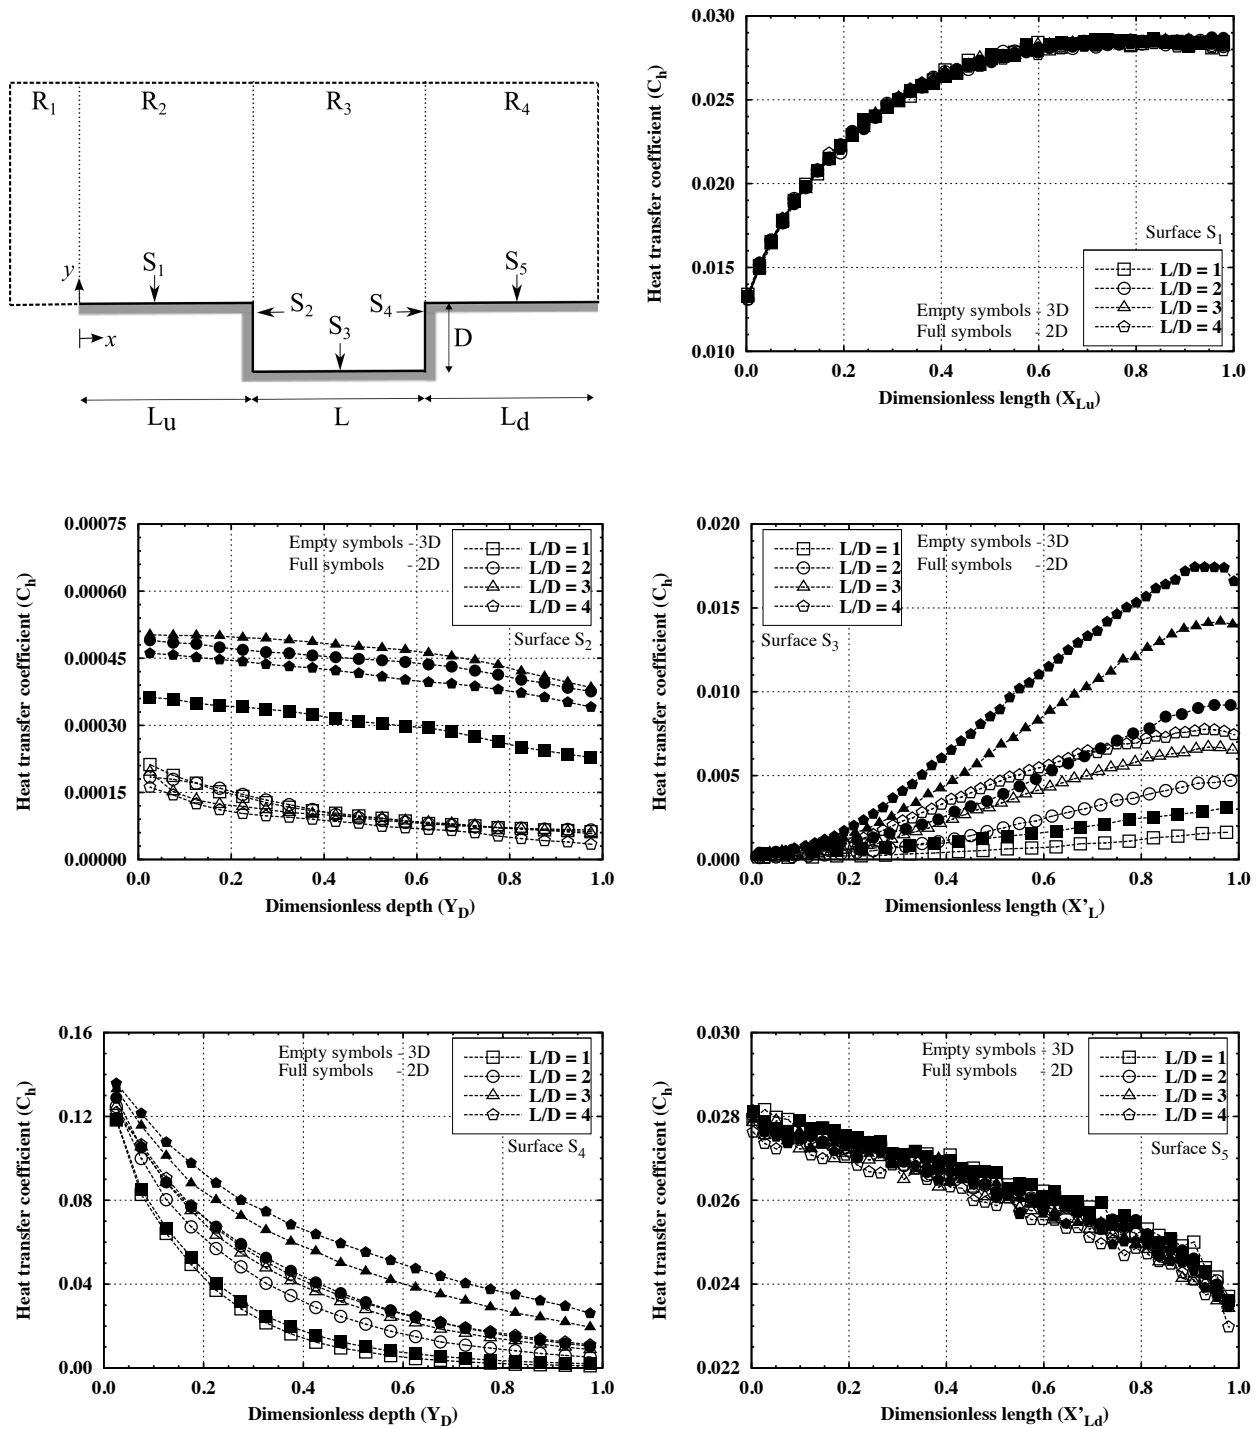 R1 R2 R3 R4
y
S1 S5
S2 S4
S3
D
x
Lu L Ld
Heat transfer coefficient (Ch)
0.030
0.025
0.020
0.015
0.010
Surface S1
L/D = 1
L/D = 2
L/D = 3
L/D = 4
Empty symbols - 3D
Full symbols - 2D
0.0 0.2 0.4 0.6 0.8 1.0
Dimensionless length (XLu)
Heat transfer coefficient (Ch)
0.00075
0.00060
0.00045
0.00030
0.00015
0.00000
Empty symbols - 3D
Full symbols - 2D
L/D = 1
L/D = 2
L/D = 3
L/D = 4
Surface S2
0.0 0.2 0.4 0.6 0.8 1.0
Dimensionless depth (YD)
Heat transfer coefficient (Ch)
0.020
0.015
0.010
0.005
0.000
L/D = 1
L/D = 2
L/D = 3
L/D = 4
Empty symbols - 3D
Full symbols - 2D
Surface S3
0.0 0.2 0.4 0.6 0.8 1.0
Dimensionless length (X'L)
Heat transfer coefficient (Ch)
0.16
0.12
0.08
0.04
0.00
Empty symbols - 3D
Full symbols - 2D
L/D = 1
L/D = 2
L/D = 3
L/D = 4
Surface S4
0.0 0.2 0.4 0.6 0.8 1.0
Dimensionless depth (YD)
Heat transfer coefficient (Ch)
0.030
0.028
0.026
0.024
0.022
Empty symbols - 3D
Full symbols - 2D
L/D = 1
L/D = 2
L/D = 3
L/D = 4
Surface S5
0.0 0.2 0.4 0.6 0.8 1.0
Dimensionless length (X'Ld)